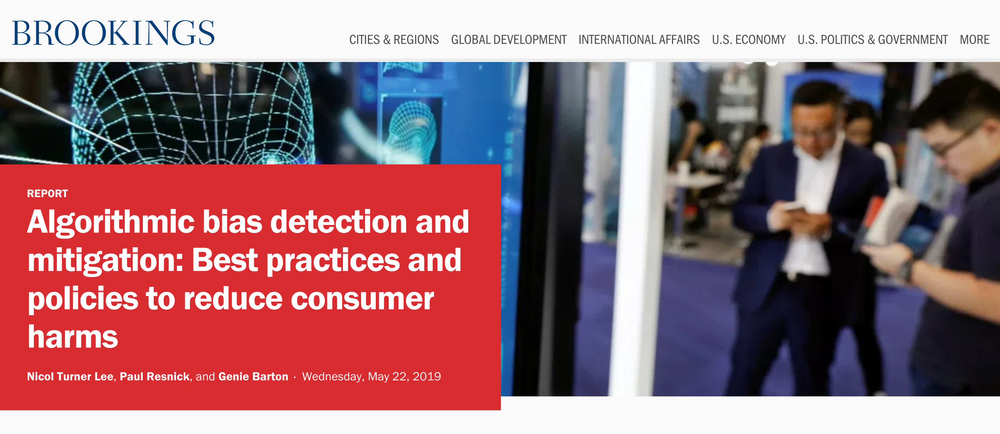 BROOKINGS
CITIES & REGIONS GLOBAL DEVELOPMENT INTERNATIONAL AFFAIRS U.S. ECONOMY U.S. POLITICS & GOVERNMENT MORE
REPORT
Algorithmic bias detection and
mitigation: Best practices and
policies to reduce consumer
harms
Nicol Turner Lee, Paul Resnick, and Genie Barton · Wednesday, May 22, 2019